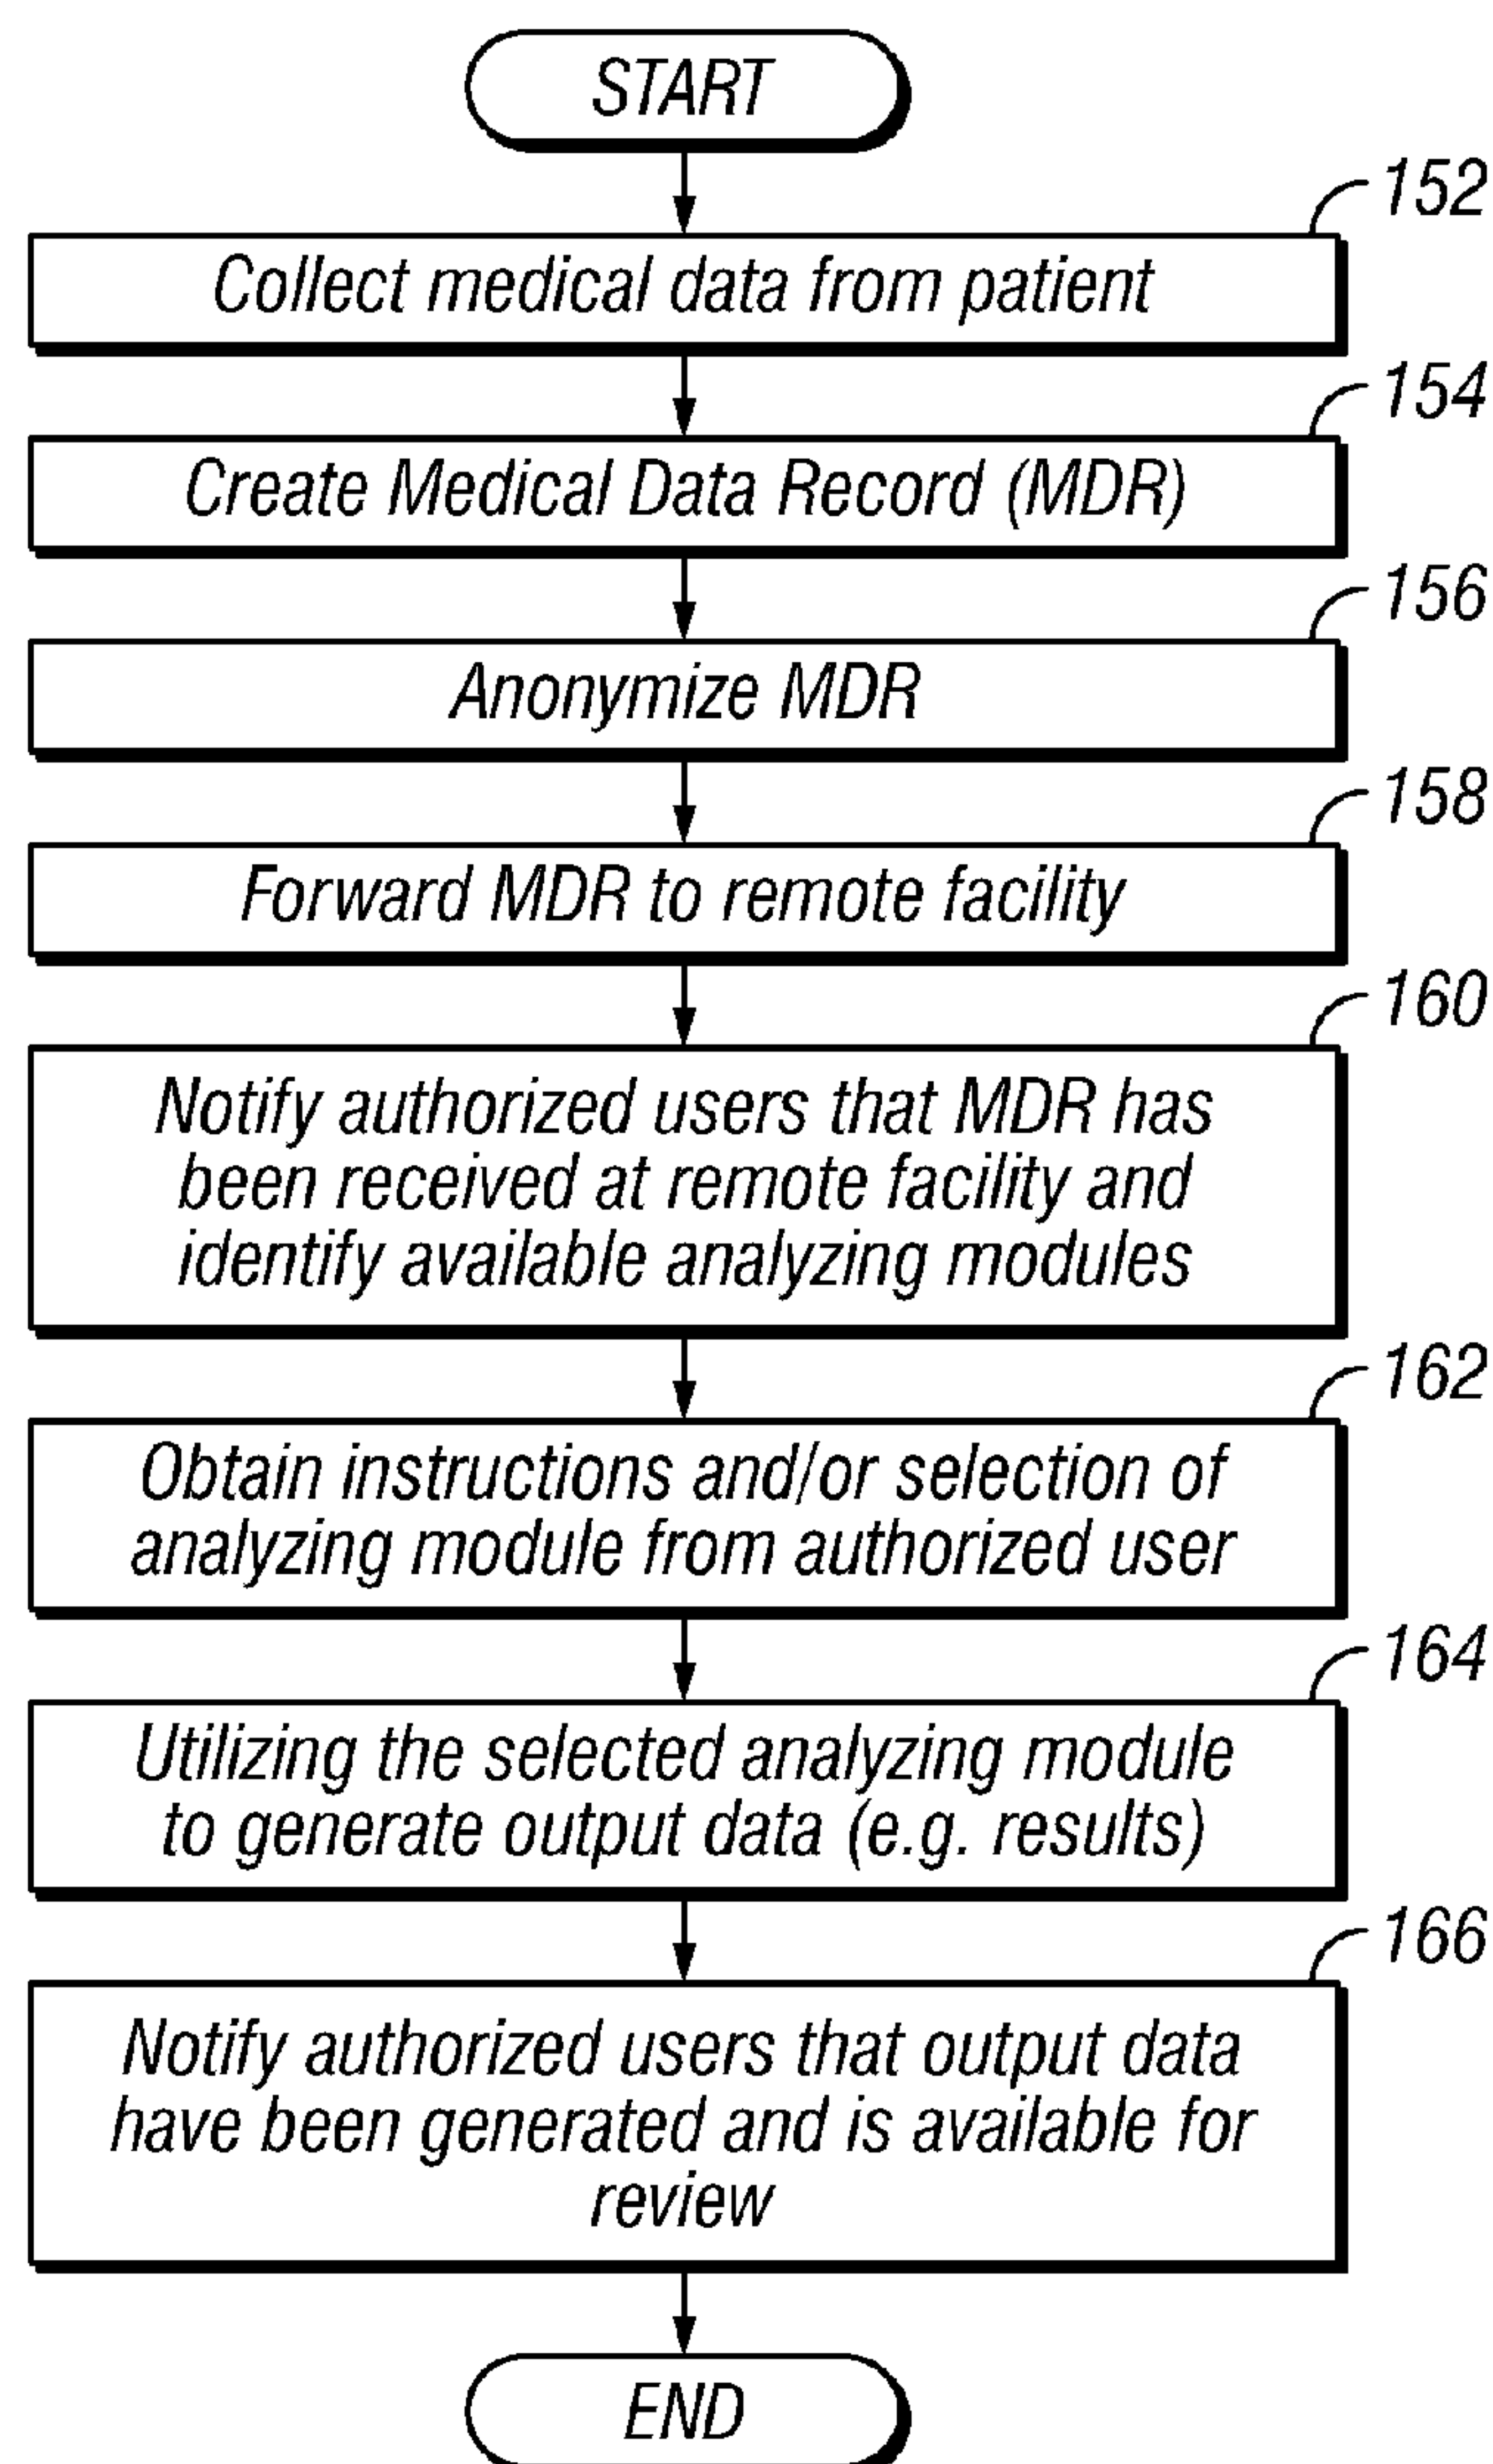 START
152
Collect medical data from patient
154
Create Medical Data Record (MDR)
156
Anonymize MDR
158
Forward MDR to remote facility
160
Notify authorized users that MDR has
been received at remote facility and
identify available analyzing modules
162
Obtain instructions and/or selection of
analyzing module from authorized user
164
Utilizing the selected analyzing module
to generate output data (e.g. results)
166
Notify authorized users that output data
have been generated and is available for
review
END